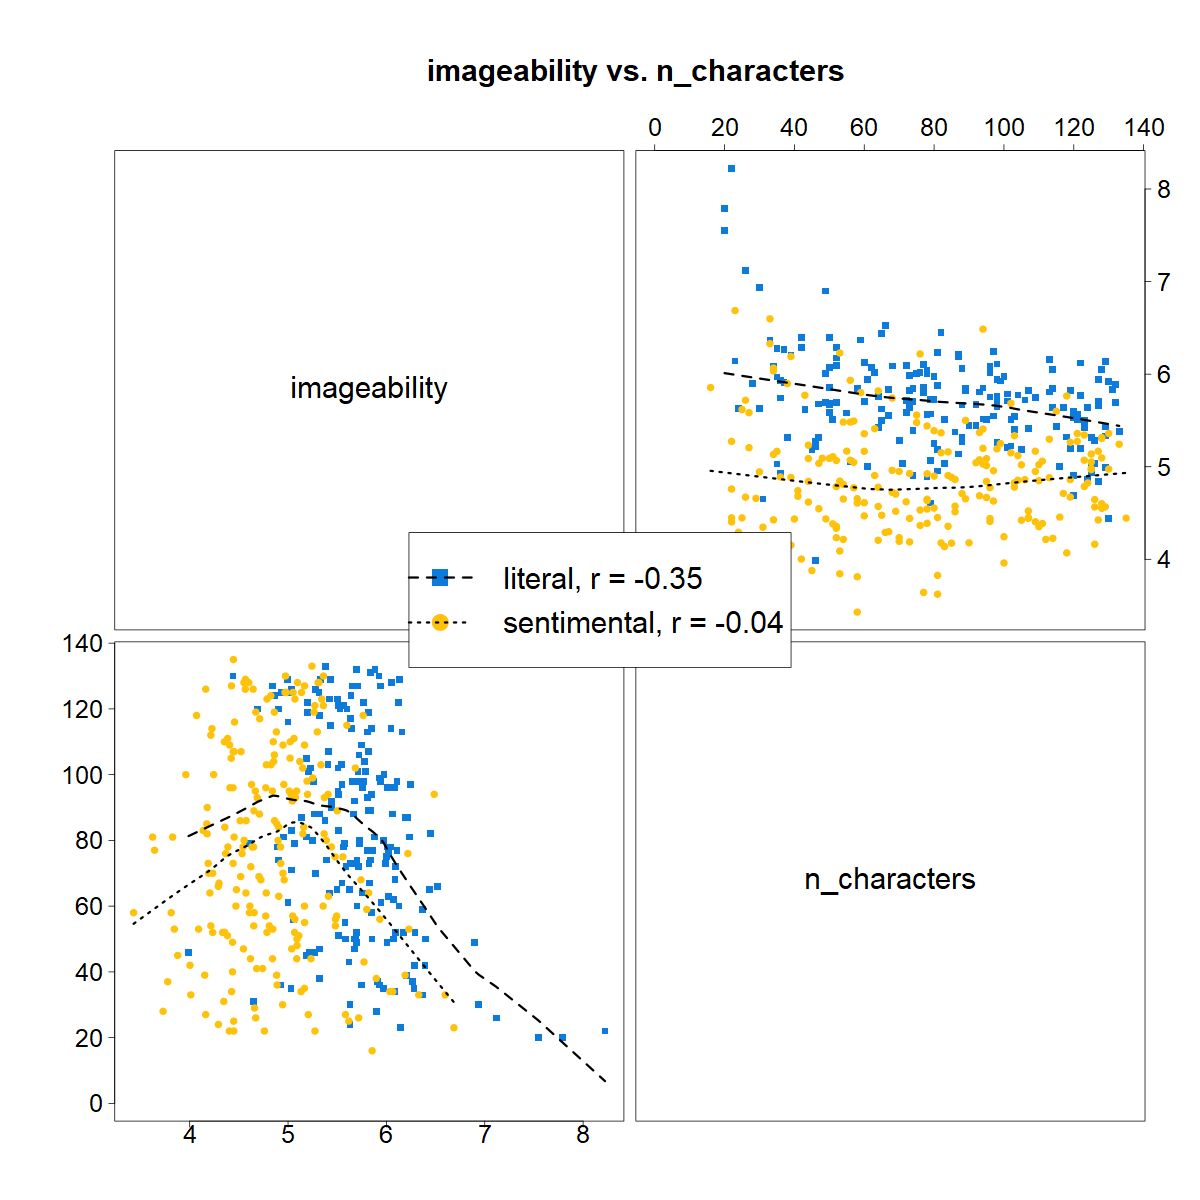 imageability vs. n_characters
0 20 40 60 80 100 120 140
8
7
6
5
4
imageability
literal, r = -0.35
sentimental, r = -0.04
140
120
100
80
60
40
20
0
n_characters
4 5 6 7 8